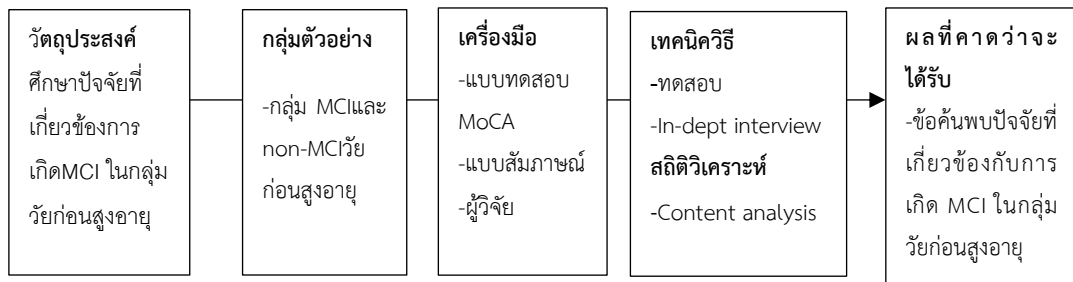 วัตถุประสงค์
ศึกษาปัจจัยที่
เกี่ยวข้องการ
เกิดMCI ในกลุ่ม
วัยก่อนสูงอายุ
กลุ่มตัวอย่าง
-กลุ่ม MCIและ
non-MCIวัย
ก่อนสูงอายุ
เครื่องมือ
-แบบทดสอบ
MoCA
-แบบสัมภาษณ์
-ผู้วิจัย
เทคนิควิธี
-ทดสอบ
-In-dept interview
สถิติวิเคราะห์
-Content analysis
ผลที่คาดว่าจะ
ได้รับ
-ข้อค้นพบปัจจัยที่
เกี่ยวข้องกับการ
เกิด MCI ในกลุ่ม
วัยก่อนสูงอายุ